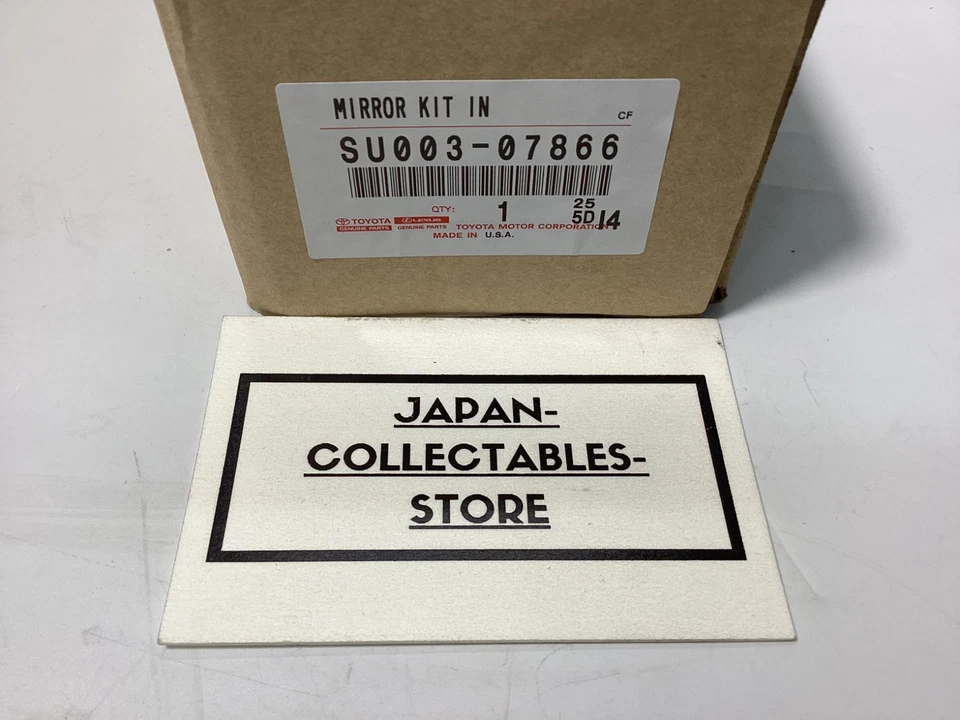 MIRROR KIT IN
CF
SU003-07866
QTY: 1
25
5D 14
TOYOTA LEXUS
GENUINE PARTS GENUINE PARTS TOYOTA MOTOR CORPORATION
MADE IN U.S.A.
JAPAN-
COLLECTABLES-
STORE